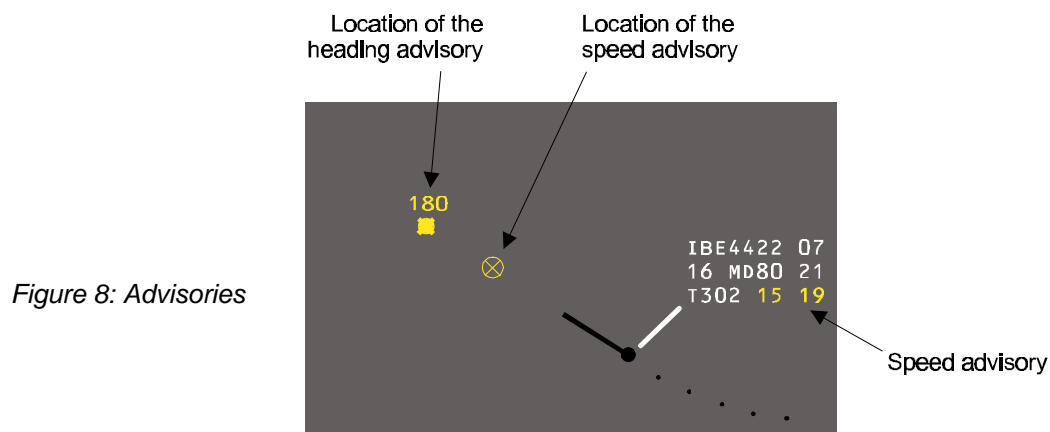 Location of the
heading advisory
Location of the
speed advisory
180
IBE4422 07
16 MD80 21
T302 15 19
Figure 8: Advisories
Speed advisory